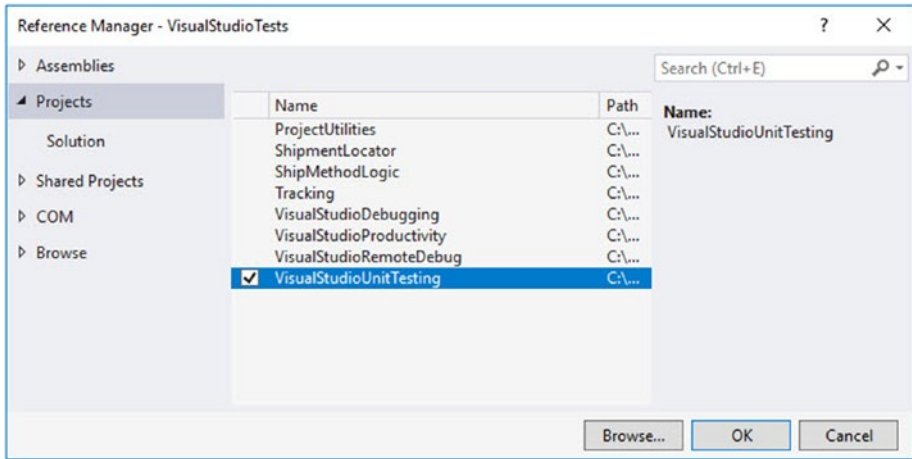 Reference Manager - VisualStudioTests ? ×
Assemblies
Projects
Solution
Shared Projects
COM
Browse
Name Path
ProjectUtilities C:\...
ShipmentLocator C:\...
ShipMethodLogic C:\...
Tracking C:\...
VisualStudioDebugging C:\...
VisualStudioProductivity C:\...
VisualStudioRemoteDebug C:\...
VisualStudioUnitTesting C:\...
Search (Ctrl+E)
Name:
VisualStudioUnitTesting
Browse... OK Cancel